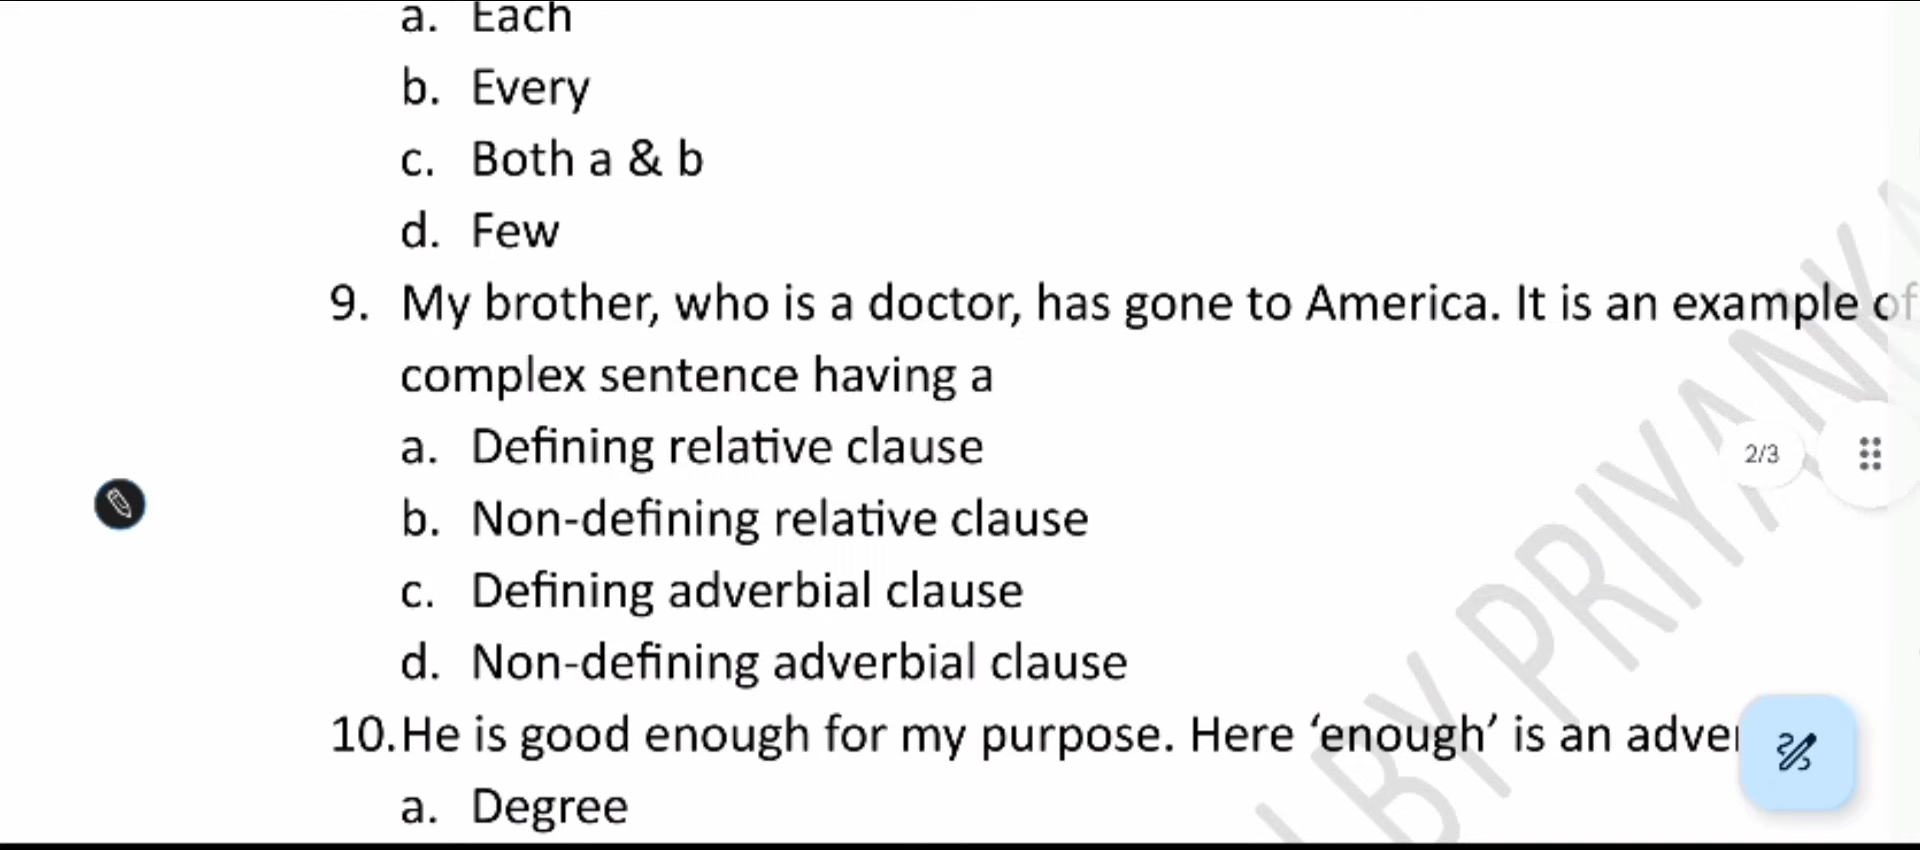 a. Each
b. Every
c. Both a & b
d. Few
9. My brother, who is a doctor, has gone to America. It is an example of
complex sentence having a
a. Defining relative clause
b. Non-defining relative clause
2/3
c. Defining adverbial clause
d. Non-defining adverbial clause
10. He is good enough for my purpose. Here ‘enough’ is an
a. Degree
BY